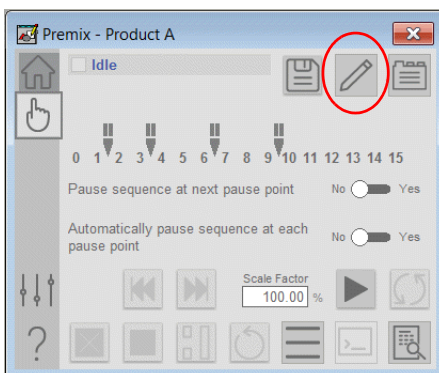 Premix - Product A
Idle
0 1 2 3 4 5 6 7 8 9 10 11 12 13 14 15
Pause sequence at next pause point No Yes
Automatically pause sequence at each
pause point No Yes
Scale Factor
100.00 %
?